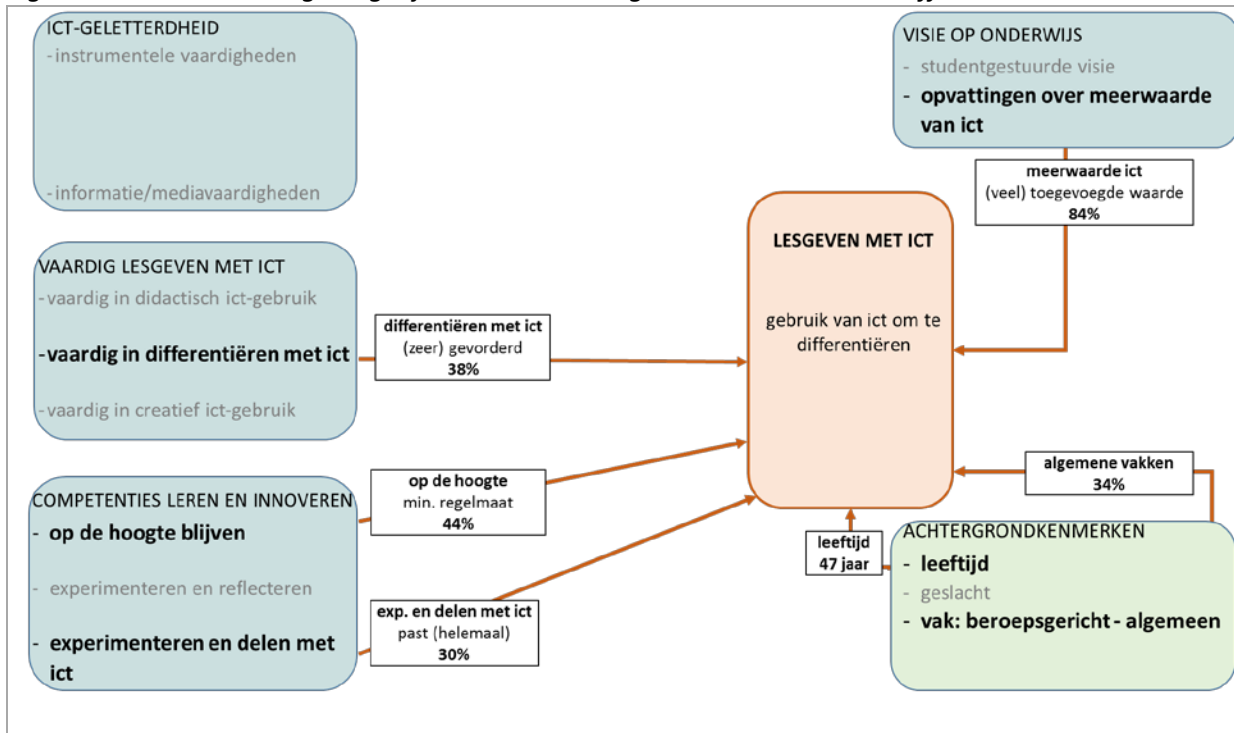 ICT-GELETTERDHEID
-instrumentele vaardigheden
-informatie/mediavaardigheden
VISIE OP ONDERWIJS
- studentgestuurde visie
- opvattingen over meerwaarde
van ict
meerwaarde ict
(veel) toegevoegde waarde
84%
LESGEVEN MET ICT
gebruik van ict om te
differentiëren
VAARDIG LESGEVEN MET ICT
-vaardig in didactisch ict-gebruik
-vaardig in differentiëren met ict
-vaardig in creatief ict-gebruik
differentiëren met ict
(zeer) gevorderd
38%
COMPETENTIES LEREN EN INNOVEREN
- op de hoogte blijven
- experimenteren en reflecteren
- experimenteren en delen met
ict
op de hoogte
min. regelmaat
44%
exp. en delen met ict
past (helemaal)
30%
algemene vakken
34%
leeftijd
47 jaar
ACHTERGRONDKENMERKEN
- leeftijd
- geslacht
- vak: beroepsgericht - algemeen